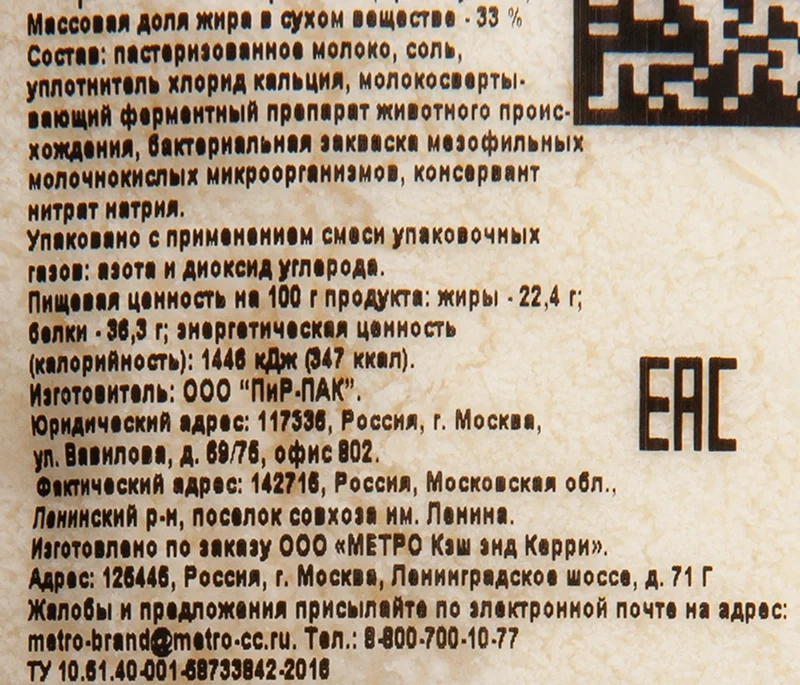 Массовая доля жира в сухом веществе - 33 %
Состав: пастеризованное молоко, соль,
уплотнитель хлорид кальция, молокосверты-
вающий ферментный препарат животного проис-
хождения, бактериальная закваска мезофильных
молочнокислых микроорганизмов, консервант
нитрат натрия.
Упаковано с применением смеси упаковочных
газов: азота и диоксид углерода.
Пищевая ценность на 100 г продукта: жиры - 22,4 г;
белки - 36,3 г; энергетическая ценность
(калорийность): 1446 кДж (347 ккал).
Изготовитель: ООО “ПиР-ПАК”.
Юридический адрес: 117336, Россия, г. Москва,
ул. Вавилова, д. 69/75, офис 802.
Фактический адрес: 142715, Россия, Московская обл.,
Ленинский р-н, поселок совхоза им. Ленина.
Изготовлено по заказу ООО «МЕТРО Кэш энд Керри».
Адрес: 125445, Россия, г. Москва, Ленинградское шоссе, д. 71 Г
Жалобы и предложения присылайте по электронной почте на адрес:
metro-brand@metro-cc.ru. Тел.: 8-800-700-10-77
ТУ 10.51.40-001-58733842-2016
EAC